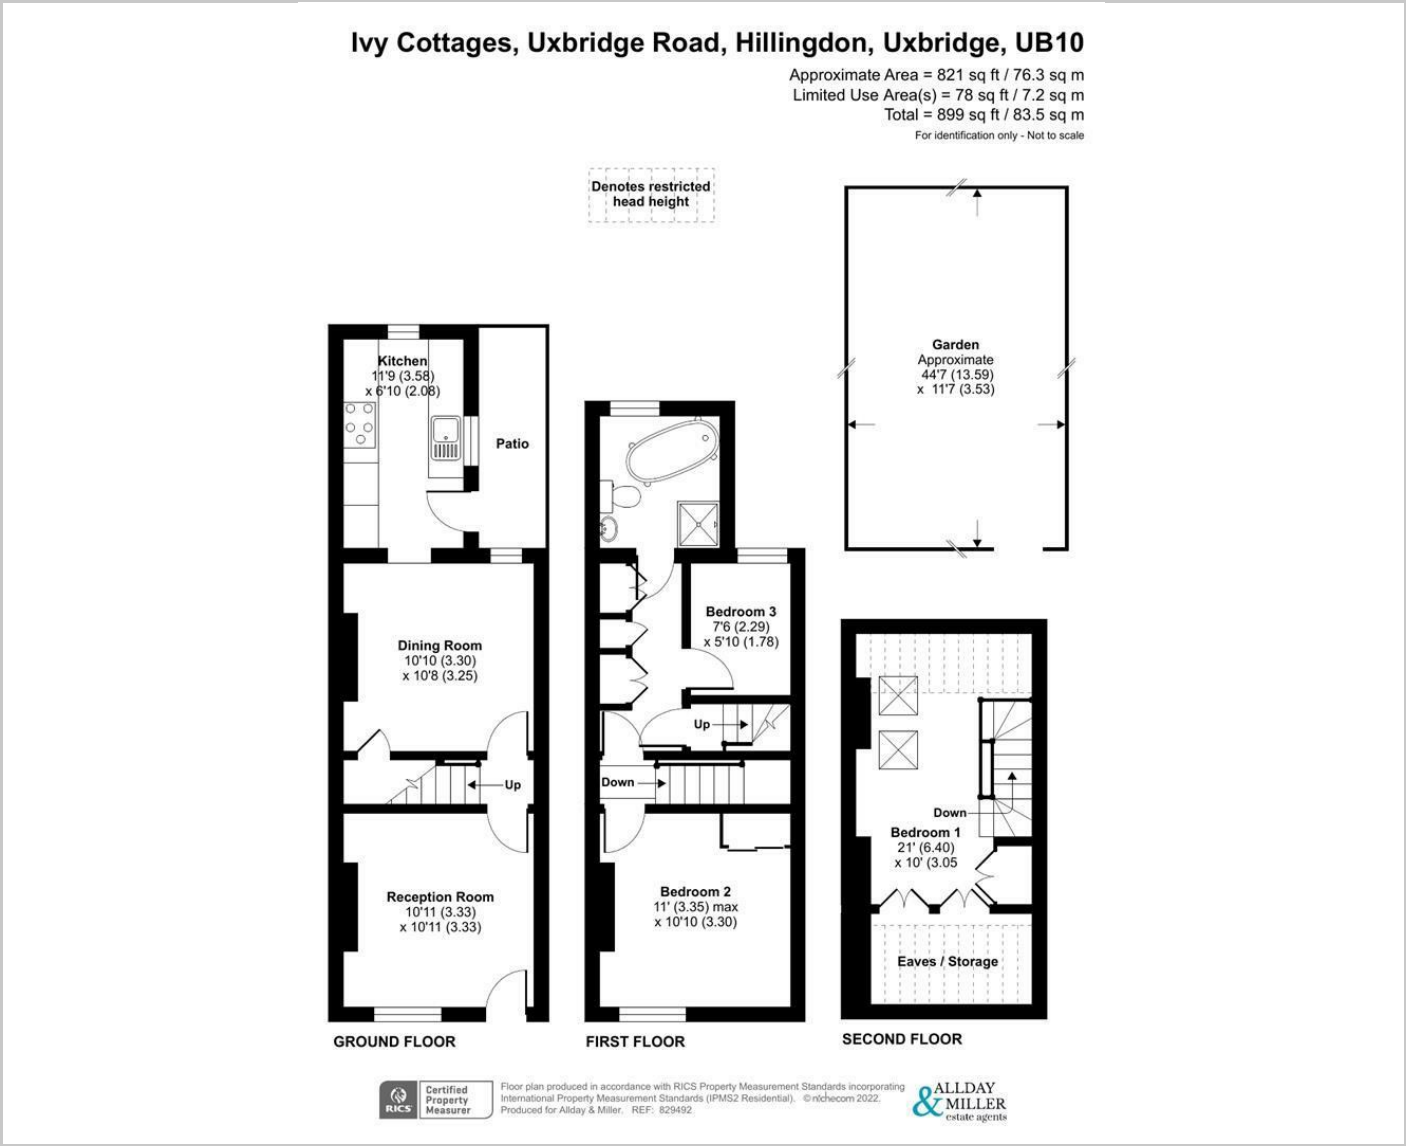 Ivy Cottages, Uxbridge Road, Hillingdon, Uxbridge, UB10
Approximate Area = 821 sq ft / 76.3 sq m
Limited Use Area(s) = 78 sq ft / 7.2 sq m
Total = 899 sq ft / 83.5 sq m
For identification only - Not to scale
Denotes restricted
head height
Kitchen
11'9 (3.58)
x 6'10 (2.08)
Patio
Dining Room
10'10 (3.30)
x 10'8 (3.25)
Up
Reception Room
10'11 (3.33)
x 10'11 (3.33)
GROUND FLOOR
Bedroom 3
7'6 (2.29)
x 5'10 (1.78)
Up
Down
Bedroom 2
11' (3.35) max
x 10'10 (3.30)
FIRST FLOOR
Garden
Approximate
44'7 (13.59)
x 11'7 (3.53)
Down
Bedroom 1
21' (6.40)
x 10' (3.05
Eaves / Storage
SECOND FLOOR
RICS
Certified
Property
Measurer
Floor plan produced in accordance with RICS Property Measurement Standards incorporating
International Property Measurement Standards (IPMS2 Residential). © nichecom 2022.
Produced for Allday & Miller. REF: 829492
ALLDAY
& MILLER
estate agents